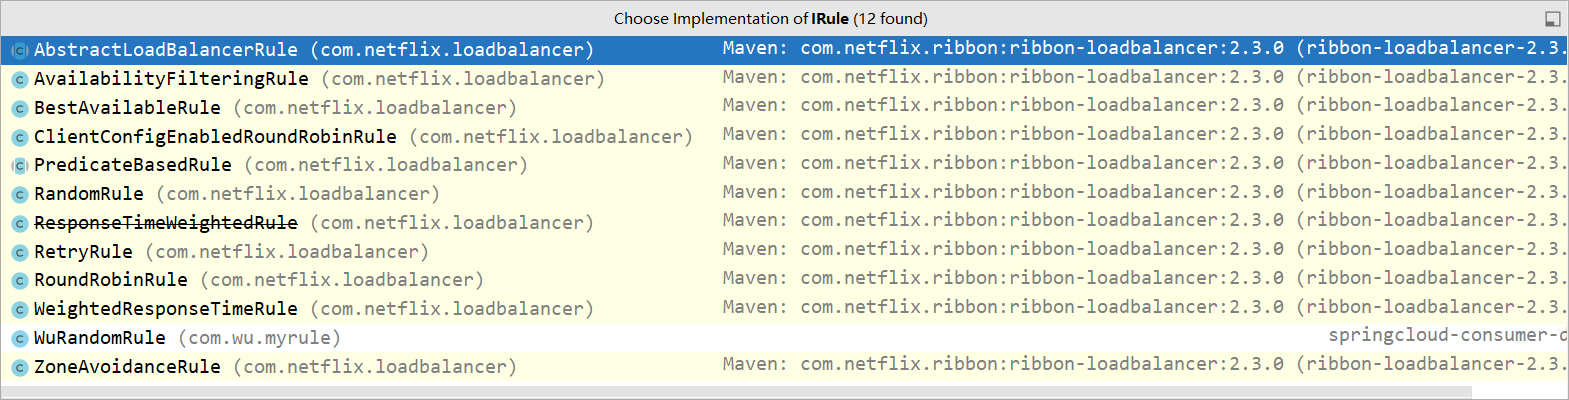 Choose Implementation of IRule (12 found)
AbstractLoadBalancerRule (com.netflix.loadbalancer) Maven: com.netflix.ribbon:ribbon-loadbalancer:2.3.0 (ribbon-loadbalancer-2.3.
AvailabilityFilteringRule (com.netflix.loadbalancer) Maven: com.netflix.ribbon:ribbon-loadbalancer:2.3.0 (ribbon-loadbalancer-2.3.
BestAvailableRule (com.netflix.loadbalancer) Maven: com.netflix.ribbon:ribbon-loadbalancer:2.3.0 (ribbon-loadbalancer-2.3.
ClientConfigEnabledRoundRobinRule (com.netflix.loadbalancer) Maven: com.netflix.ribbon:ribbon-loadbalancer:2.3.0 (ribbon-loadbalancer-2.3.
PredicateBasedRule (com.netflix.loadbalancer) Maven: com.netflix.ribbon:ribbon-loadbalancer:2.3.0 (ribbon-loadbalancer-2.3.
RandomRule (com.netflix.loadbalancer) Maven: com.netflix.ribbon:ribbon-loadbalancer:2.3.0 (ribbon-loadbalancer-2.3.
ResponseTimeWeightedRule (com.netflix.loadbalancer) Maven: com.netflix.ribbon:ribbon-loadbalancer:2.3.0 (ribbon-loadbalancer-2.3.
RetryRule (com.netflix.loadbalancer) Maven: com.netflix.ribbon:ribbon-loadbalancer:2.3.0 (ribbon-loadbalancer-2.3.
RoundRobinRule (com.netflix.loadbalancer) Maven: com.netflix.ribbon:ribbon-loadbalancer:2.3.0 (ribbon-loadbalancer-2.3.
WeightedResponseTimeRule (com.netflix.loadbalancer) Maven: com.netflix.ribbon:ribbon-loadbalancer:2.3.0 (ribbon-loadbalancer-2.3.
WuRandomRule (com.wu.myrule) springcloud-consumer-d
ZoneAvoidanceRule (com.netflix.loadbalancer) Maven: com.netflix.ribbon:ribbon-loadbalancer:2.3.0 (ribbon-loadbalancer-2.3.